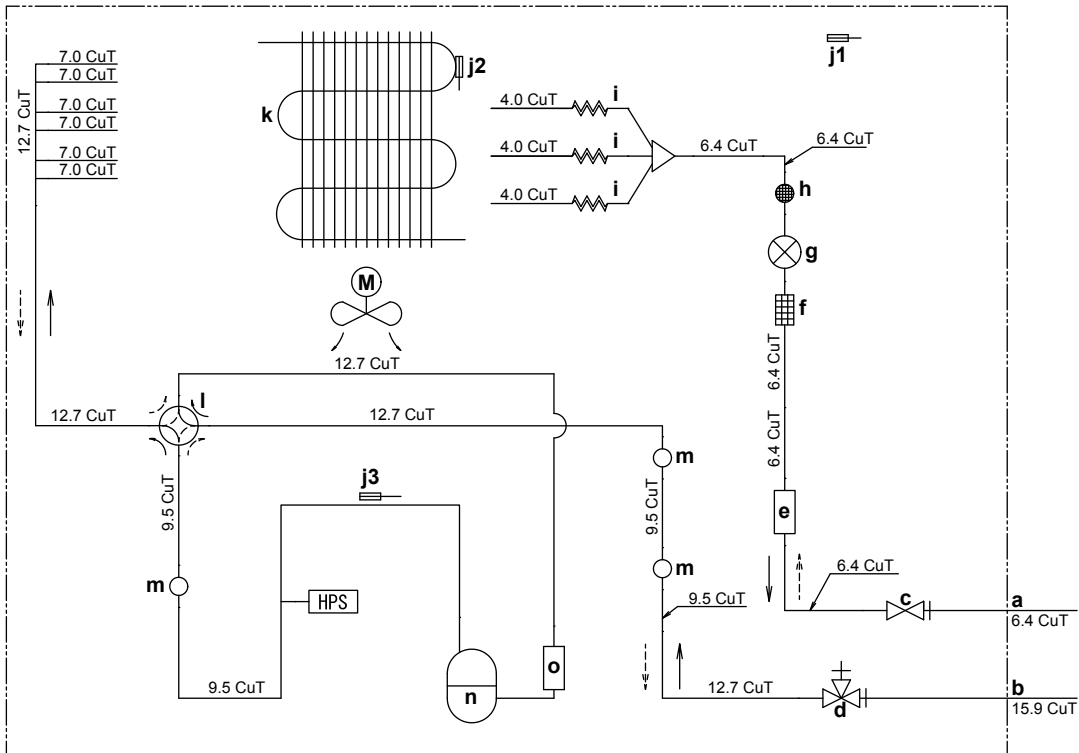 7.0 CuT
7.0 CuT
7.0 CuT
7.0 CuT
7.0 CuT
7.0 CuT
12.7 CuT
k
j2
j1
4.0 CuT
i
4.0 CuT
i
4.0 CuT
i
6.4 CuT
6.4 CuT
h
g
f
M
12.7 CuT
6.4 CuT
12.7 CuT
l
12.7 CuT
6.4 CuT
m
9.5 CuT
j3
9.5 CuT
e
m
m
6.4 CuT
HPS
9.5 CuT
c
a
6.4 CuT
9.5 CuT
n
o
12.7 CuT
d
b
15.9 CuT